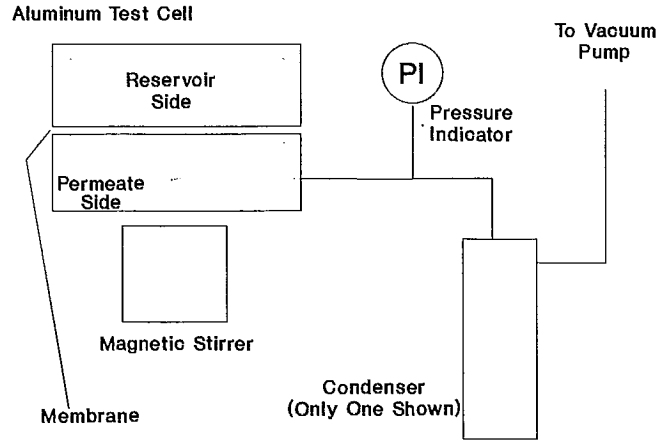 Aluminum Test Cell
To Vacuum
Pump
Reservoir
Side
PI
Pressure
Indicator
Permeate
Side
Magnetic Stirrer
Condenser
(Only One Shown)
Membrane